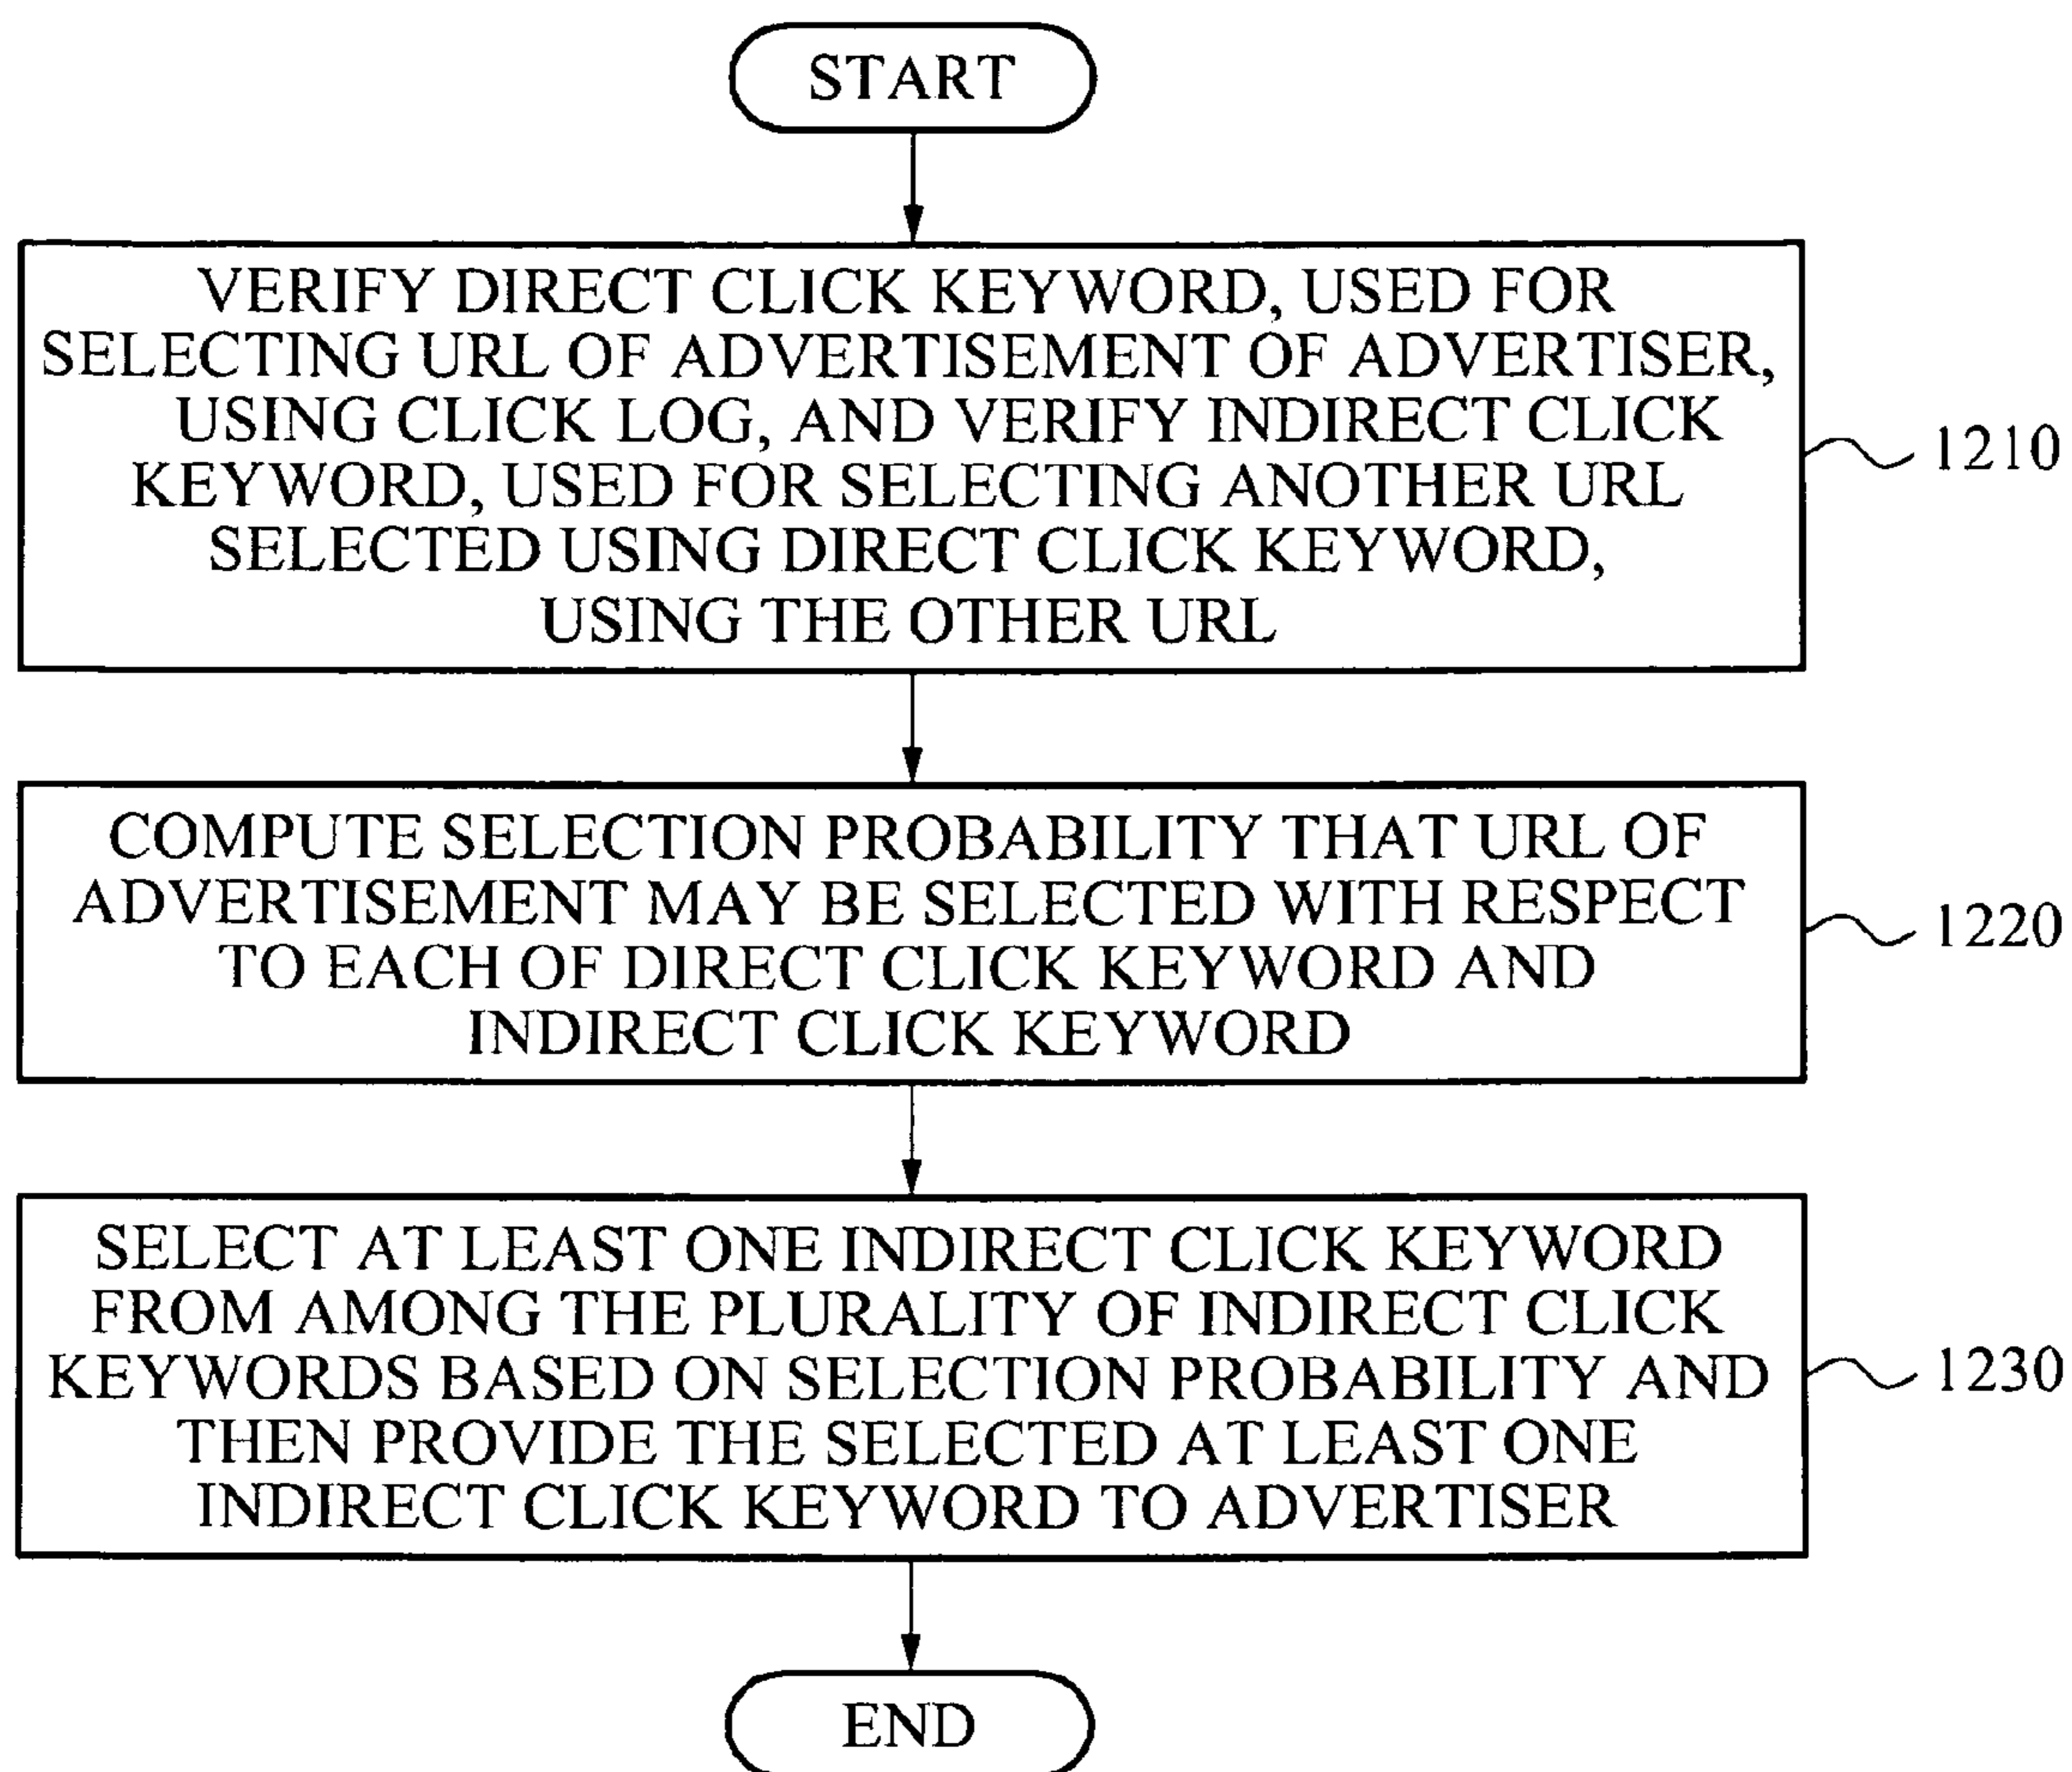 START
VERIFY DIRECT CLICK KEYWORD, USED FOR
SELECTING URL OF ADVERTISEMENT OF ADVERTISER,
USING CLICK LOG, AND VERIFY INDIRECT CLICK
KEYWORD, USED FOR SELECTING ANOTHER URL
SELECTED USING DIRECT CLICK KEYWORD,
USING THE OTHER URL
1210
COMPUTE SELECTION PROBABILITY THAT URL OF
ADVERTISEMENT MAY BE SELECTED WITH RESPECT
TO EACH OF DIRECT CLICK KEYWORD AND
INDIRECT CLICK KEYWORD
1220
SELECT AT LEAST ONE INDIRECT CLICK KEYWORD
FROM AMONG THE PLURALITY OF INDIRECT CLICK
KEYWORDS BASED ON SELECTION PROBABILITY AND
THEN PROVIDE THE SELECTED AT LEAST ONE
INDIRECT CLICK KEYWORD TO ADVERTISER
1230
END